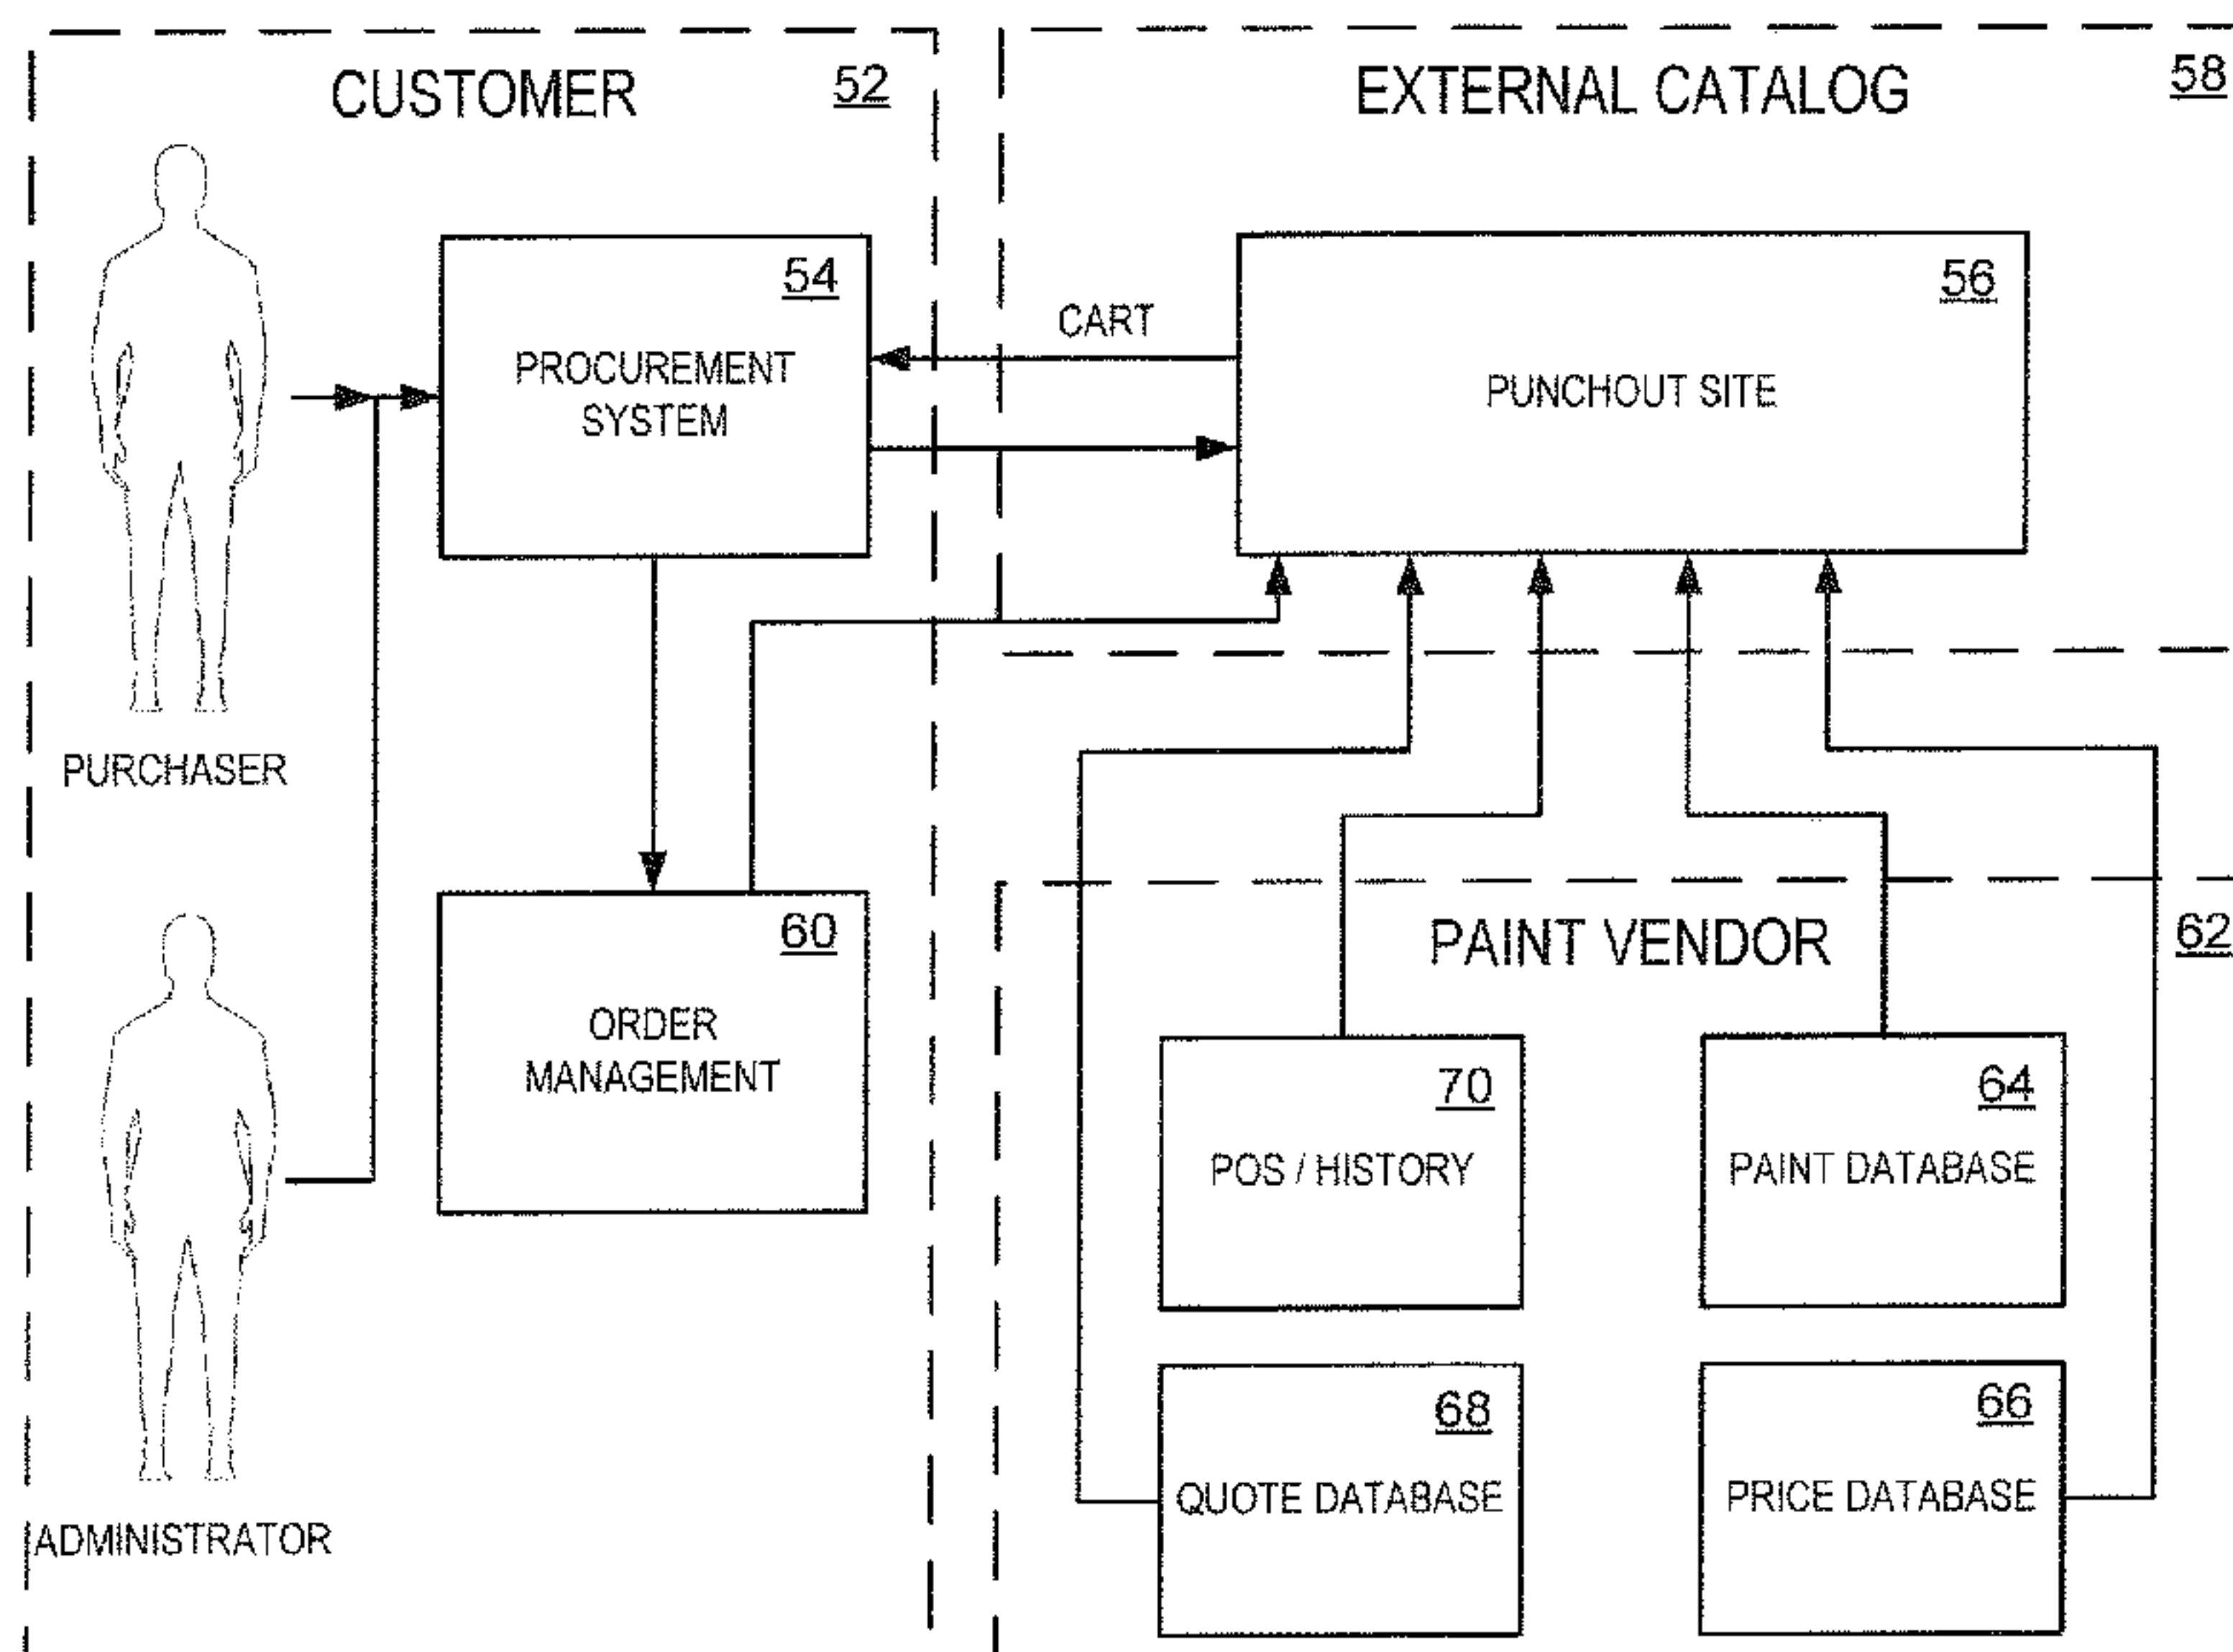 CUSTOMER 52
EXTERNAL CATALOG 58
54
PROCUREMENT
SYSTEM
CART
56
PUNCHOUT SITE
PURCHASER
60
ORDER
MANAGEMENT
ADMINISTRATOR
PAINT VENDOR 62
70
POS / HISTORY
64
PAINT DATABASE
68
QUOTE DATABASE
66
PRICE DATABASE